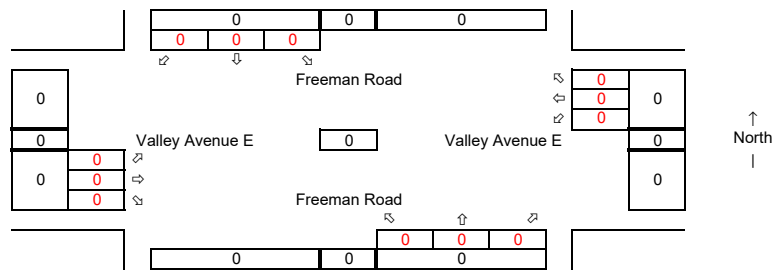 0 0 0
0 0 0
⬃ ⇩ ⬂
Freeman Road
⬁ 0
0 ⇦ 0 0
⬃ 0
↑
0 Valley Avenue E 0 Valley Avenue E 0 North
|
0 ⬀
0 0 ⇨ 0
0 ⬂
Freeman Road
⬁ ⇧ ⬀
0 0 0
0 0 0